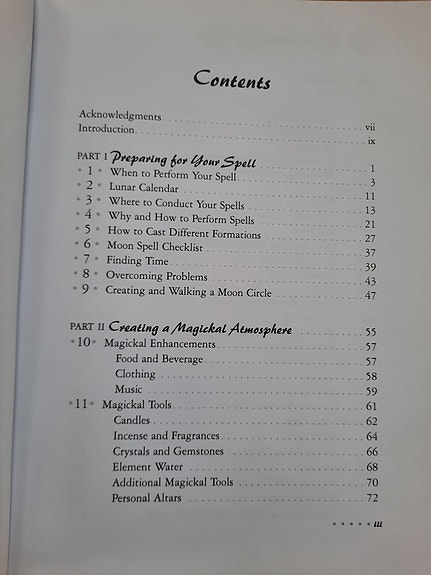 Contents
Acknowledgments . . . . . . . . . . vii
Introduction . . . . . . . . . . ix
PART I Preparing for Your Spell . . . . . . . . . . 1
• 1 • When to Perform Your Spell . . . . . . . . . . 3
• 2 • Lunar Calendar . . . . . . . . . . 11
• 3 • Where to Conduct Your Spells . . . . . . . . . . 13
• 4 • Why and How to Perform Spells . . . . . . . . . . 21
• 5 • How to Cast Different Formations . . . . . . . . . . 27
• 6 • Moon Spell Checklist . . . . . . . . . . 37
• 7 • Finding Time . . . . . . . . . . 39
• 8 • Overcoming Problems . . . . . . . . . . 43
• 9 • Creating and Walking a Moon Circle . . . . . . . . . . 47
PART II Creating a Magickal Atmosphere . . . . . . . . . . 55
• 10 • Magickal Enhancements . . . . . . . . . . 57
Food and Beverage . . . . . . . . . . 57
Clothing . . . . . . . . . . 58
Music . . . . . . . . . . 59
• 11 • Magickal Tools . . . . . . . . . . 61
Candles . . . . . . . . . . 62
Incense and Fragrances . . . . . . . . . . 64
Crystals and Gemstones . . . . . . . . . . 66
Element Water . . . . . . . . . . 68
Additional Magickal Tools . . . . . . . . . . 70
Personal Altars . . . . . . . . . . 72
• • • • • iii